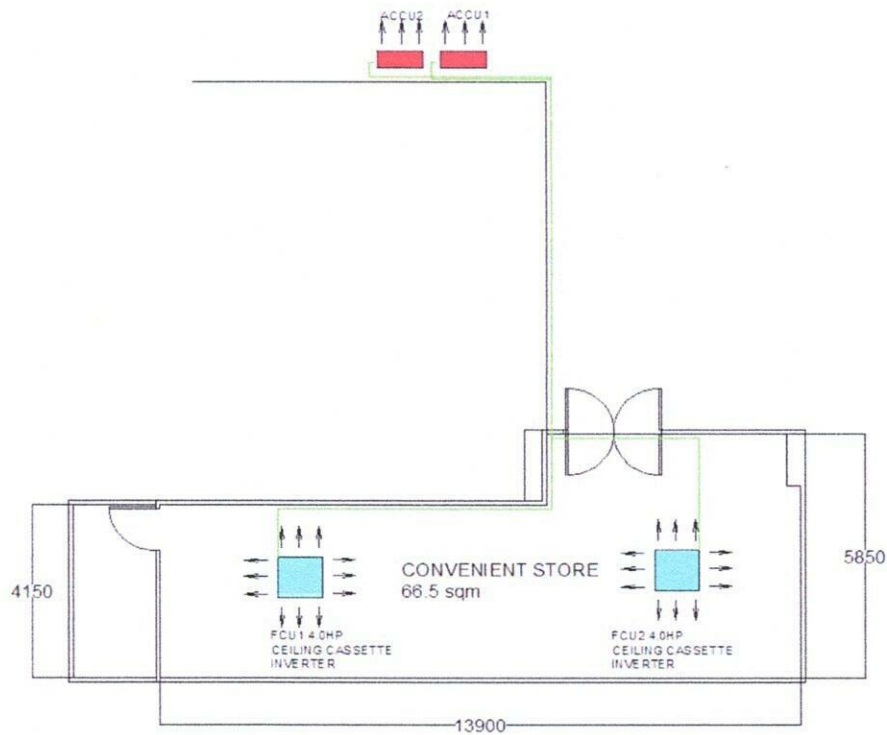 ACCU2
ACCU1
4150
5850
CONVENIENT STORE
66.5 sqm
FCU1 4.0HP
CEILING CASSETTE
INVERTER
FCU2 4.0HP
CEILING CASSETTE
INVERTER
13900